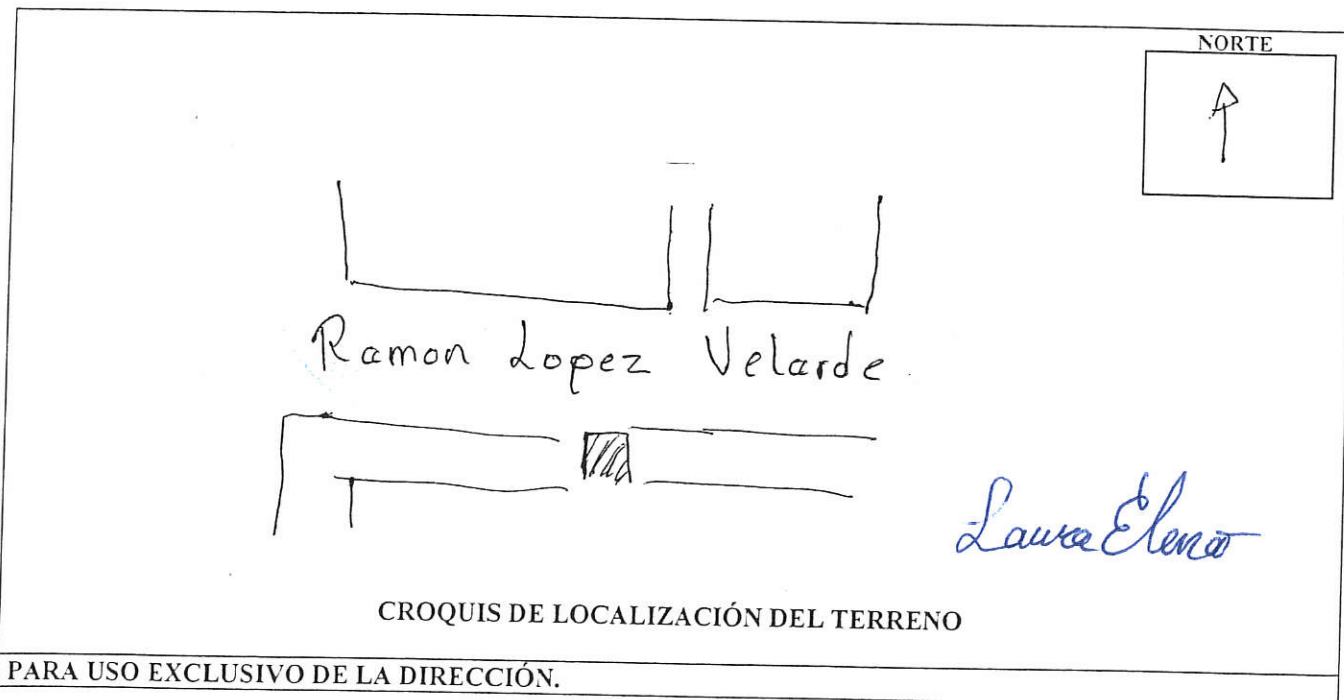 NORTE
Ramon Lopez Velarde
Laura Elena
CROQUIS DE LOCALIZACIÓN DEL TERRENO
PARA USO EXCLUSIVO DE LA DIRECCIÓN.